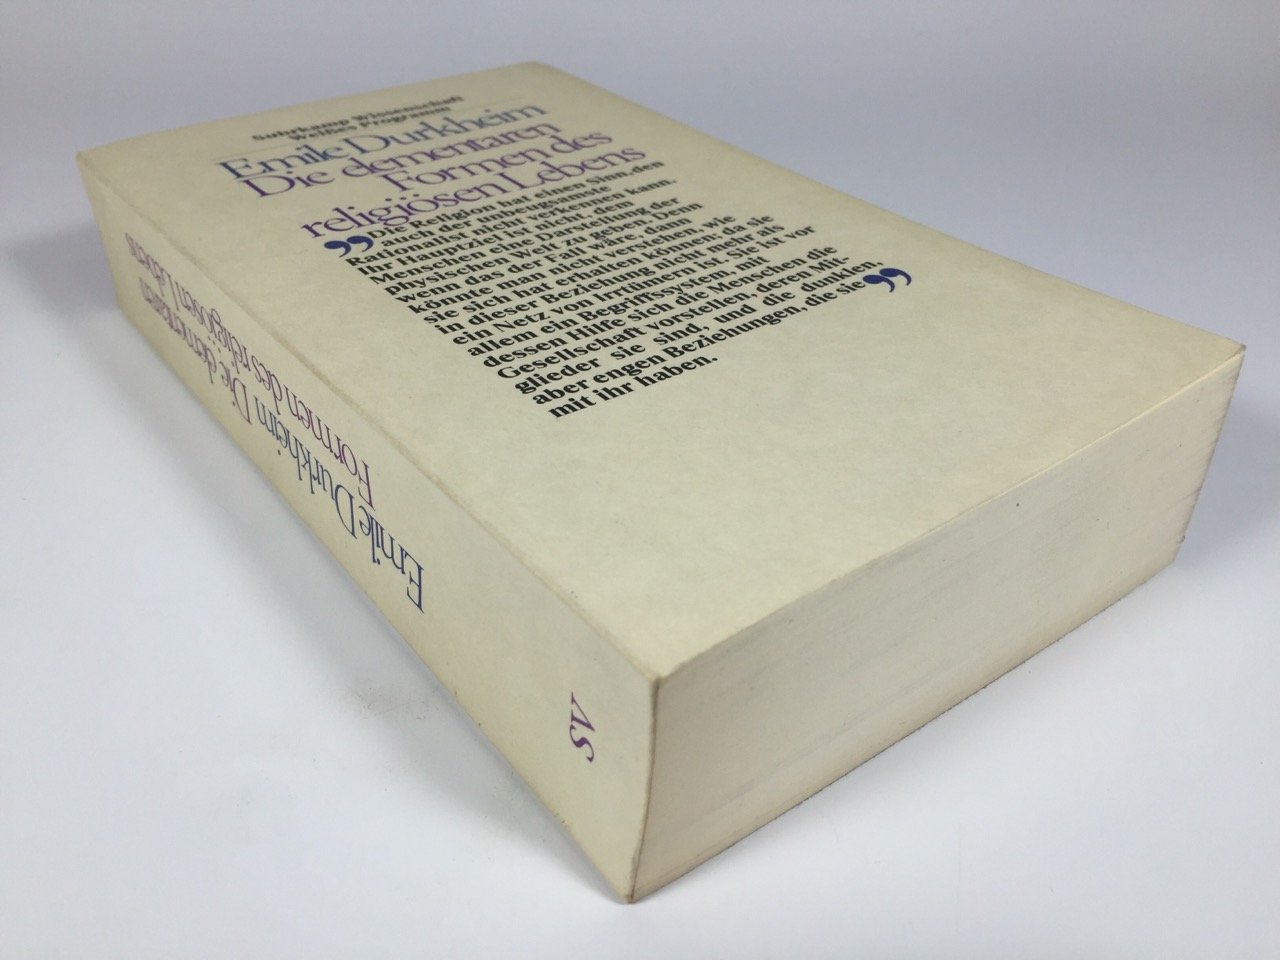 Suhrkamp Wissenschaft
Weißes Programm
Emile Durkheim
Die elementaren
Formen des
religiösen Lebens
„Die Religion hat einen Sinn, den
auch der unbeugsamste
Rationalist nicht verkennen kann.
Ihr Hauptziel ist nicht, dem
Menschen eine Darstellung der
physischen Welt zu geben. Denn
wenn das der Fall wäre, dann
könnte man nicht verstehen, wie
sie sich hat erhalten können, da sie
in dieser Beziehung nicht mehr als
ein Netz von Irrtümern ist. Sie ist vor
allem ein Begriffssystem, mit
dessen Hilfe sich die Menschen die
Gesellschaft vorstellen, deren Mit-
glieder sie sind, und die dunklen,
aber engen Beziehungen, die sie
mit ihr haben.“
Emile Durkheim Die elementaren
Formen des religiösen Lebens
SV